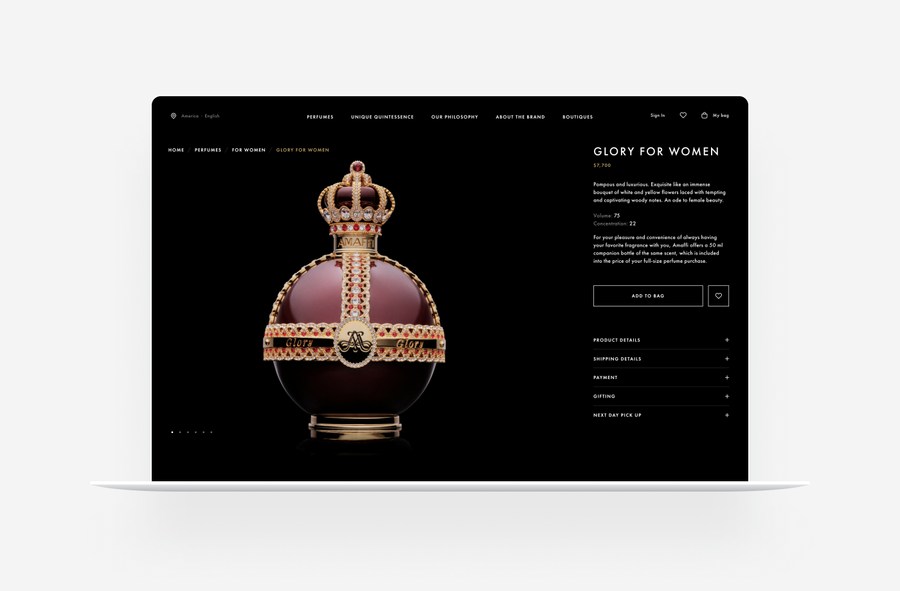 America - English
PERFUMES UNIQUE QUINTESSENCE OUR PHILOSOPHY ABOUT THE BRAND BOUTIQUES
Sign In My bag
HOME / PERFUMES / FOR WOMEN / GLORY FOR WOMEN
GLORY FOR WOMEN
$7,700
Pompous and luxurious. Exquisite like an immense
bouquet of white and yellow flowers laced with tempting
and captivating woody notes. An ode to female beauty.
Volume: 75
Concentration: 22
For your pleasure and convenience of always having
your favorite fragrance with you, Amaffi offers a 50 ml
companion bottle of the same scent, which is included
into the price of your full-size perfume purchase.
ADD TO BAG
PRODUCT DETAILS +
SHIPPING DETAILS +
PAYMENT +
GIFTING +
NEXT DAY PICK UP +
AMAFFI
Glory Glory